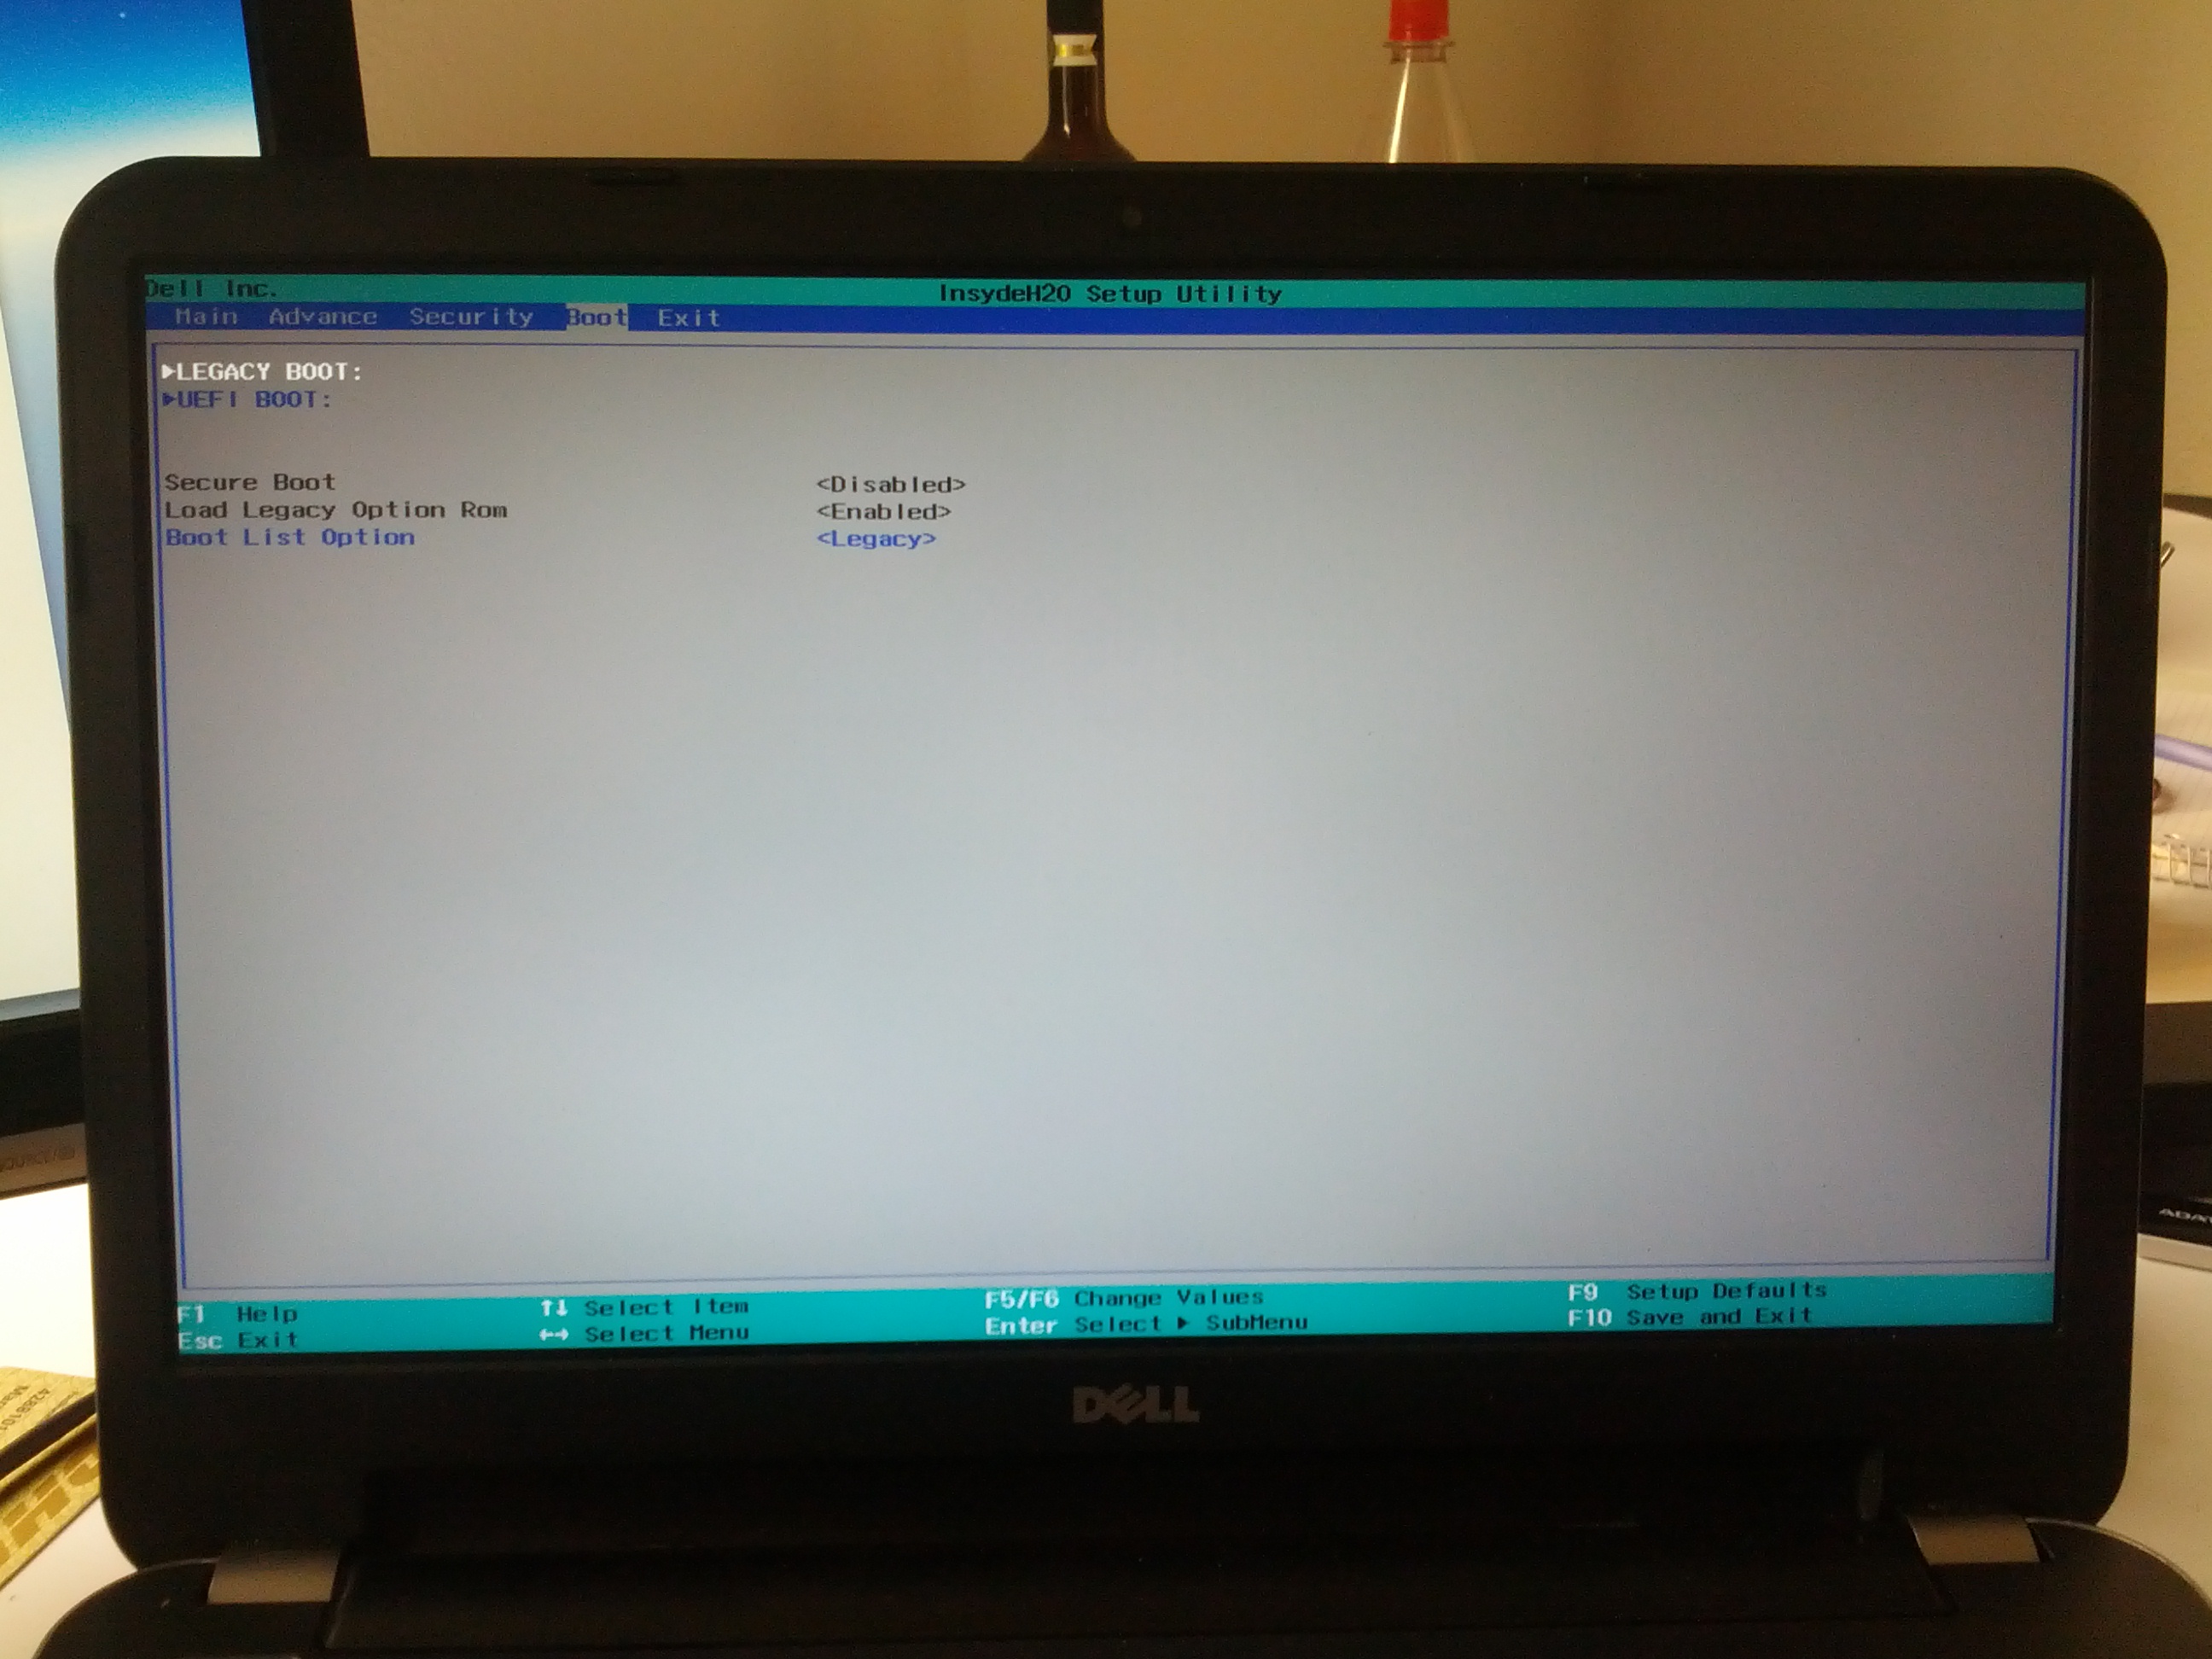 Dell Inc.
InsydeH20 Setup Utility
Main Advance Security Boot Exit
▶LEGACY BOOT:
▶UEFI BOOT:
Secure Boot <Disabled>
Load Legacy Option Rom <Enabled>
Boot List Option <Legacy>
F1 Help ↑↓ Select Item F5/F6 Change Values F9 Setup Defaults
Esc Exit ←→ Select Menu Enter Select ▶ SubMenu F10 Save and Exit
DELL